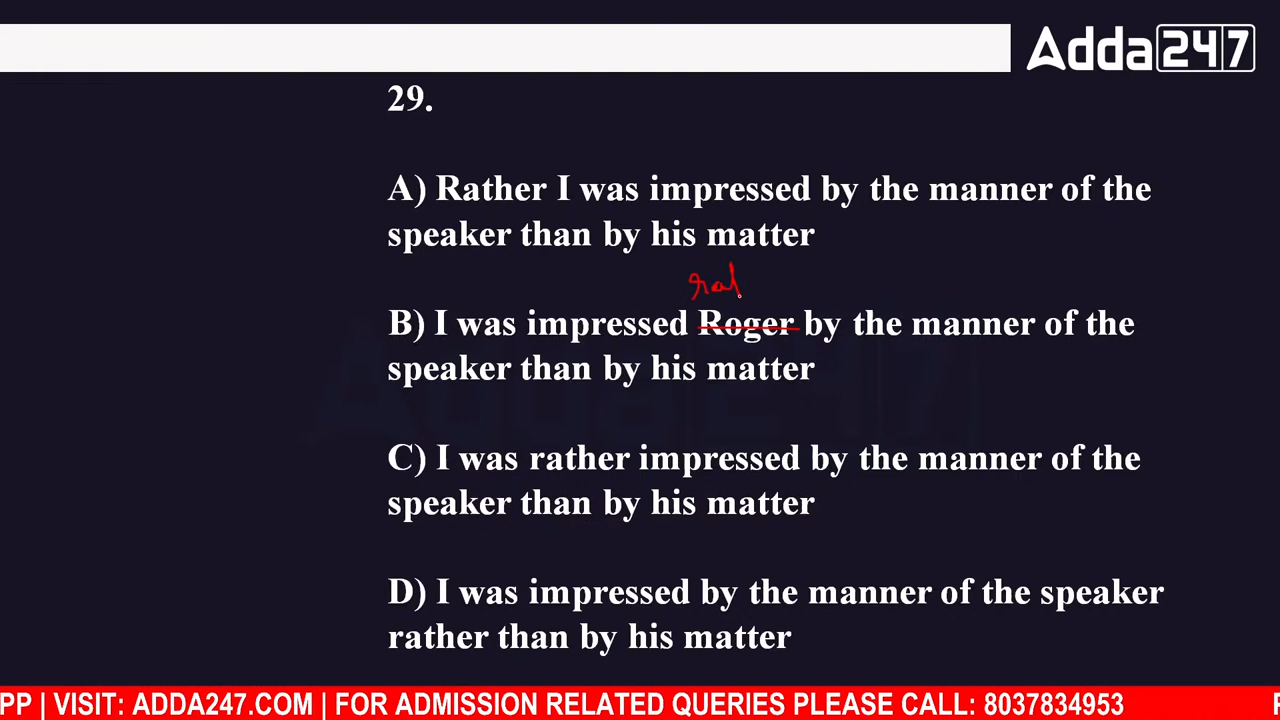 Adda247
29.
A) Rather I was impressed by the manner of the
speaker than by his matter
rat
B) I was impressed Roger by the manner of the
speaker than by his matter
C) I was rather impressed by the manner of the
speaker than by his matter
D) I was impressed by the manner of the speaker
rather than by his matter
PP | VISIT: ADDA247.COM | FOR ADMISSION RELATED QUERIES PLEASE CALL: 8037834953